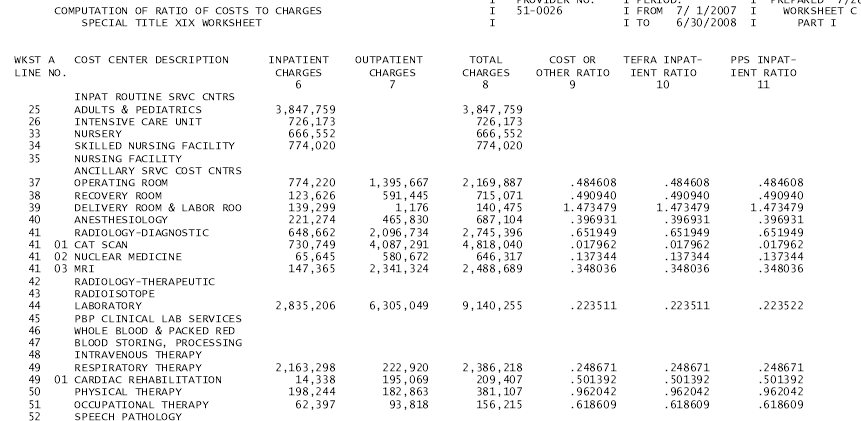 I PROVIDER NO. I PERIOD: I PREPARED
COMPUTATION OF RATIO OF COSTS TO CHARGES I 51-0026 I FROM 7/ 1/2007 I WORKSHEET C
SPECIAL TITLE XIX WORKSHEET I I TO 6/30/2008 I PART I
WKST A COST CENTER DESCRIPTION INPATIENT OUTPATIENT TOTAL COST OR TEFRA INPAT- PPS INPAT-
LINE NO. CHARGES CHARGES CHARGES OTHER RATIO IENT RATIO IENT RATIO
6 7 8 9 10 11
INPAT ROUTINE SRVC CNTRS
25 ADULTS & PEDIATRICS 3,847,759 3,847,759
26 INTENSIVE CARE UNIT 726,173 726,173
33 NURSERY 666,552 666,552
34 SKILLED NURSING FACILITY 774,020 774,020
35 NURSING FACILITY
ANCILLARY SRVC COST CNTRS
37 OPERATING ROOM 774,220 1,395,667 2,169,887 .484608 .484608 .484608
38 RECOVERY ROOM 123,626 591,445 715,071 .490940 .490940 .490940
39 DELIVERY ROOM & LABOR ROO 139,299 1,176 140,475 1.473479 1.473479 1.473479
40 ANESTHESIOLOGY 221,274 465,830 687,104 .396931 .396931 .396931
41 RADIOLOGY-DIAGNOSTIC 648,662 2,096,734 2,745,396 .651949 .651949 .651949
41 01 CAT SCAN 730,749 4,087,291 4,818,040 .017962 .017962 .017962
41 02 NUCLEAR MEDICINE 65,645 580,672 646,317 .137344 .137344 .137344
41 03 MRI 147,365 2,341,324 2,488,689 .348036 .348036 .348036
42 RADIOLOGY-THERAPEUTIC
43 RADIOISOTOPE
44 LABORATORY 2,835,206 6,305,049 9,140,255 .223511 .223511 .223522
45 PBP CLINICAL LAB SERVICES
46 WHOLE BLOOD & PACKED RED
47 BLOOD STORING, PROCESSING
48 INTRAVENOUS THERAPY
49 RESPIRATORY THERAPY 2,163,298 222,920 2,386,218 .248671 .248671 .248671
49 01 CARDIAC REHABILITATION 14,338 195,069 209,407 .501392 .501392 .501392
50 PHYSICAL THERAPY 198,244 182,863 381,107 .962042 .962042 .962042
51 OCCUPATIONAL THERAPY 62,397 93,818 156,215 .618609 .618609 .618609
52 SPEECH PATHOLOGY